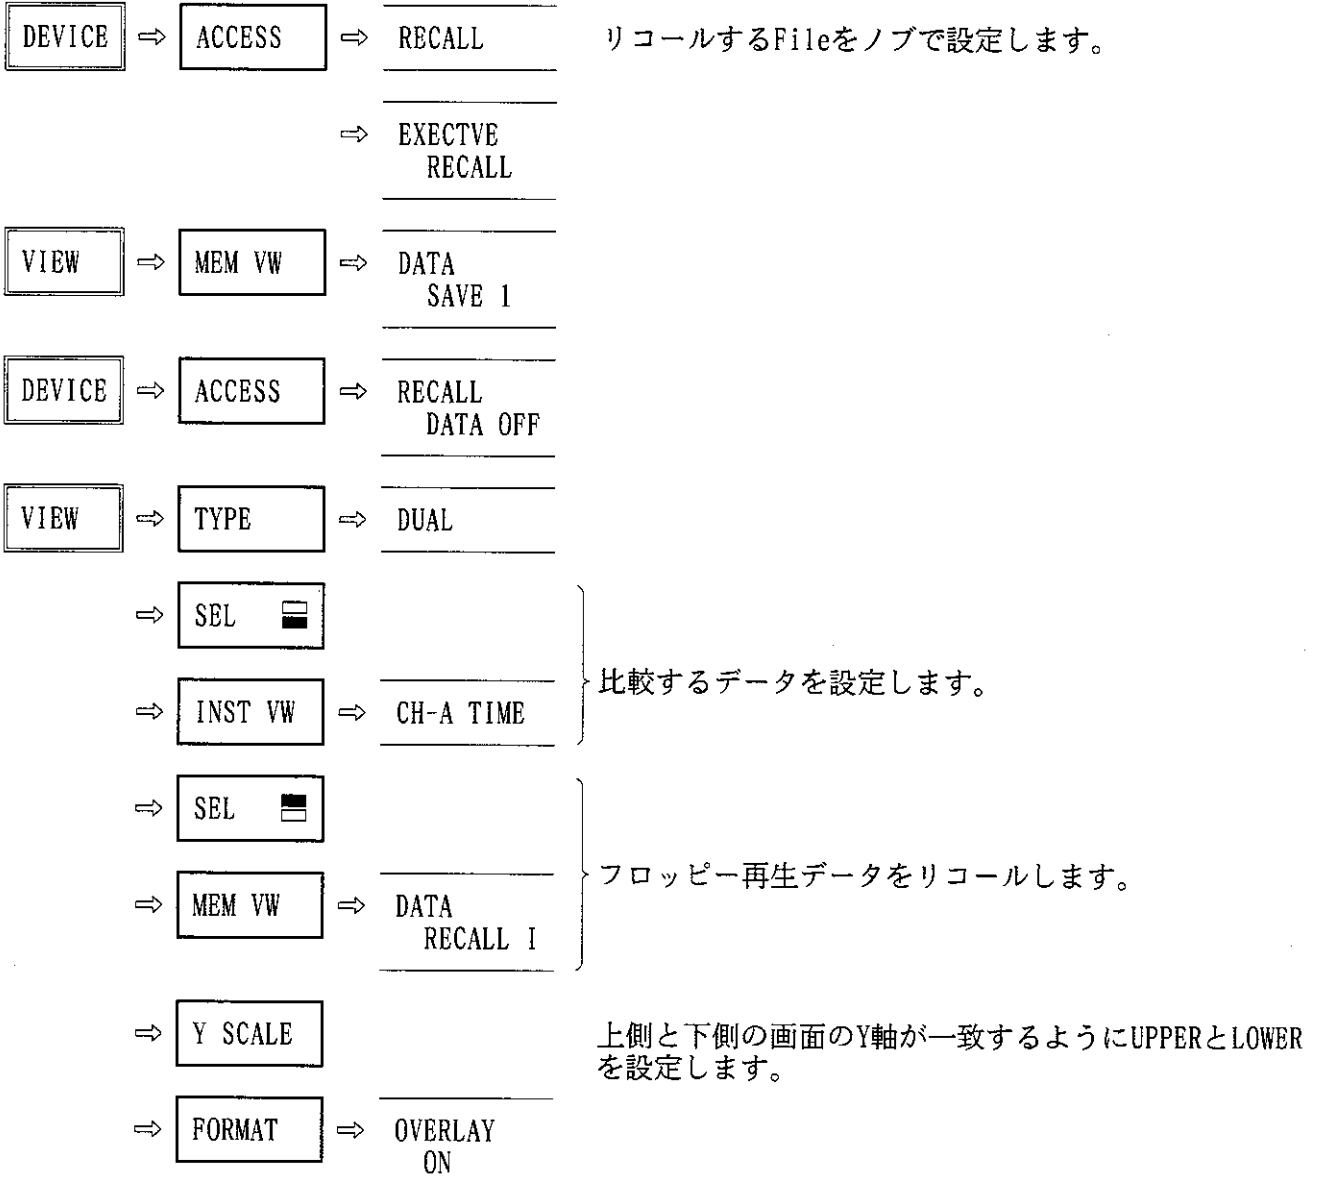 DEVICE ⇨ ACCESS ⇨ RECALL リコールするFileをノブで設定します。
⇨ EXECTVE
RECALL
VIEW ⇨ MEM VW ⇨ DATA
SAVE 1
DEVICE ⇨ ACCESS ⇨ RECALL
DATA OFF
VIEW ⇨ TYPE ⇨ DUAL
⇨ SEL
比較するデータを設定します。
⇨ INST VW ⇨ CH-A TIME
⇨ SEL
フロッピー再生データをリコールします。
⇨ MEM VW ⇨ DATA
RECALL I
⇨ Y SCALE 上側と下側の画面のY軸が一致するようにUPPERとLOWER
を設定します。
⇨ FORMAT ⇨ OVERLAY
ON